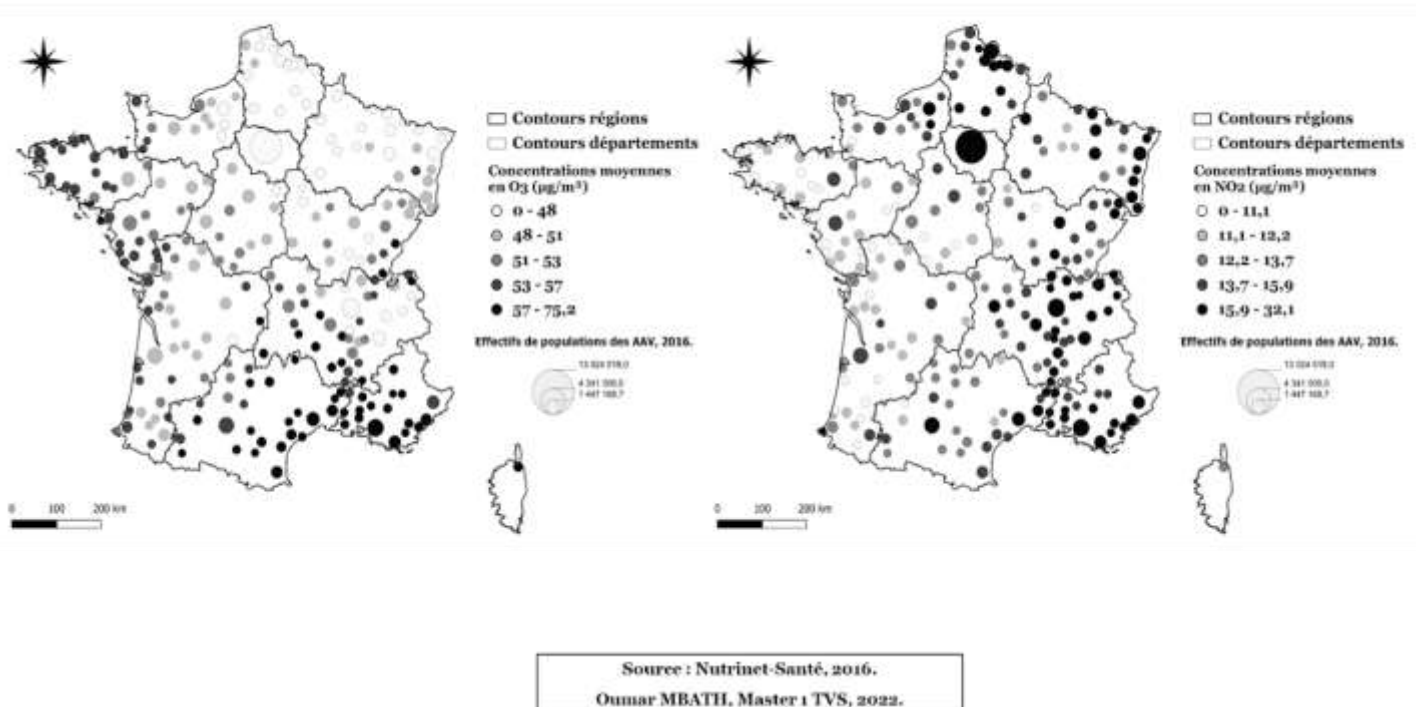 Contours régions
Contours départements
Concentrations moyennes
en O3 (µg/m³)
0 - 48
48 - 51
51 - 53
53 - 57
57 - 75,2
Effectifs de populations des AAV, 2016.
0 100 200 km
Contours régions
Contours départements
Concentrations moyennes
en NO2 (µg/m³)
0 - 11,1
11,1 - 12,2
12,2 - 13,7
13,7 - 15,9
15,9 - 32,1
Effectifs de populations des AAV, 2016.
0 100 200 km
Source : Nutrinet-Santé, 2016.
Oumar MBATH, Master 1 TVS, 2022.